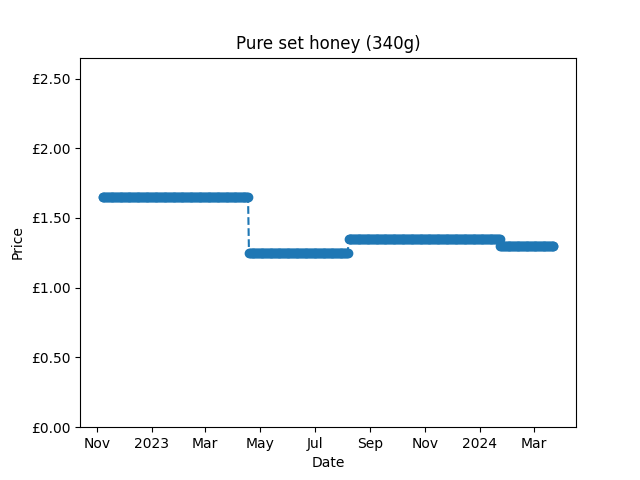 Pure set honey (340g)
£2.50
£2.00
£1.50
£1.00
£0.50
£0.00
Price
Nov 2023 Mar May Jul Sep Nov 2024 Mar
Date